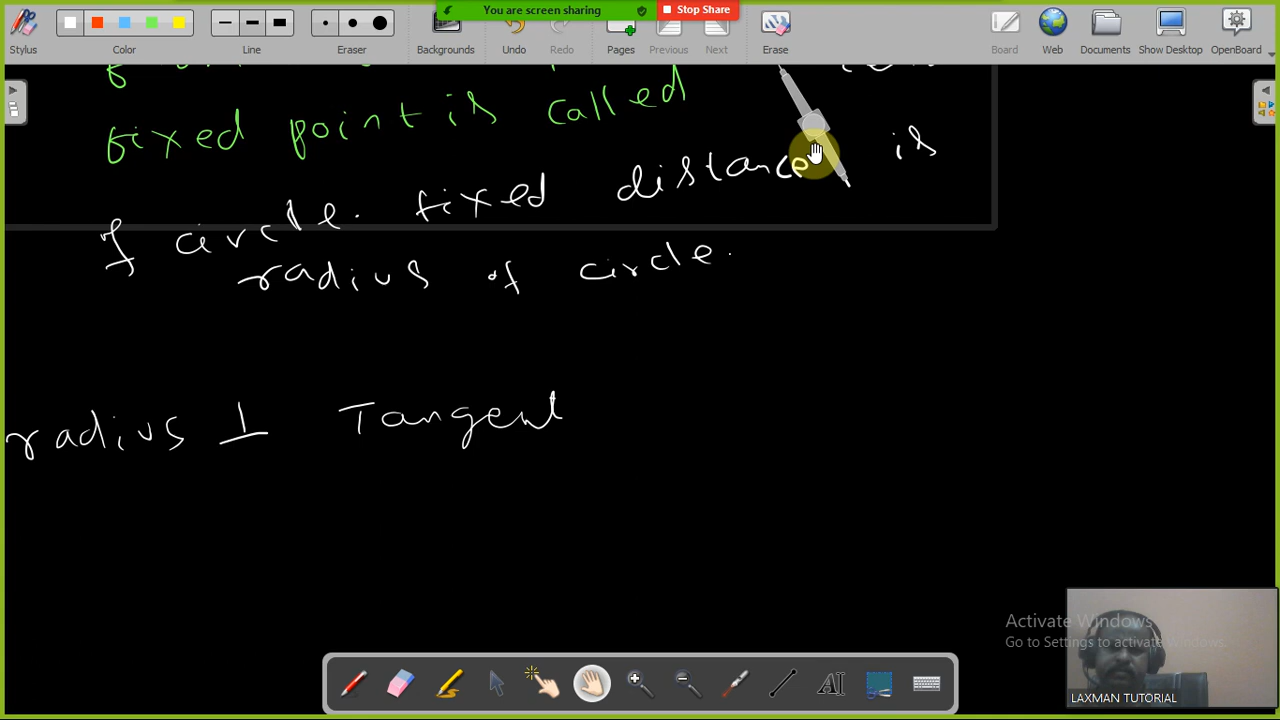 You are screen sharing
Stop Share
Stylus
Color
Line
Eraser
Backgrounds
Undo
Redo
Pages
Previous
Next
Erase
Board
Web
Documents
Show Desktop
OpenBoard
fixed point is called
of circle. fixed distance is
radius of circle.
radius ⊥ Tangent
Activate Windows
Go to Settings to activate Windows.
LAXMAN TUTORIAL